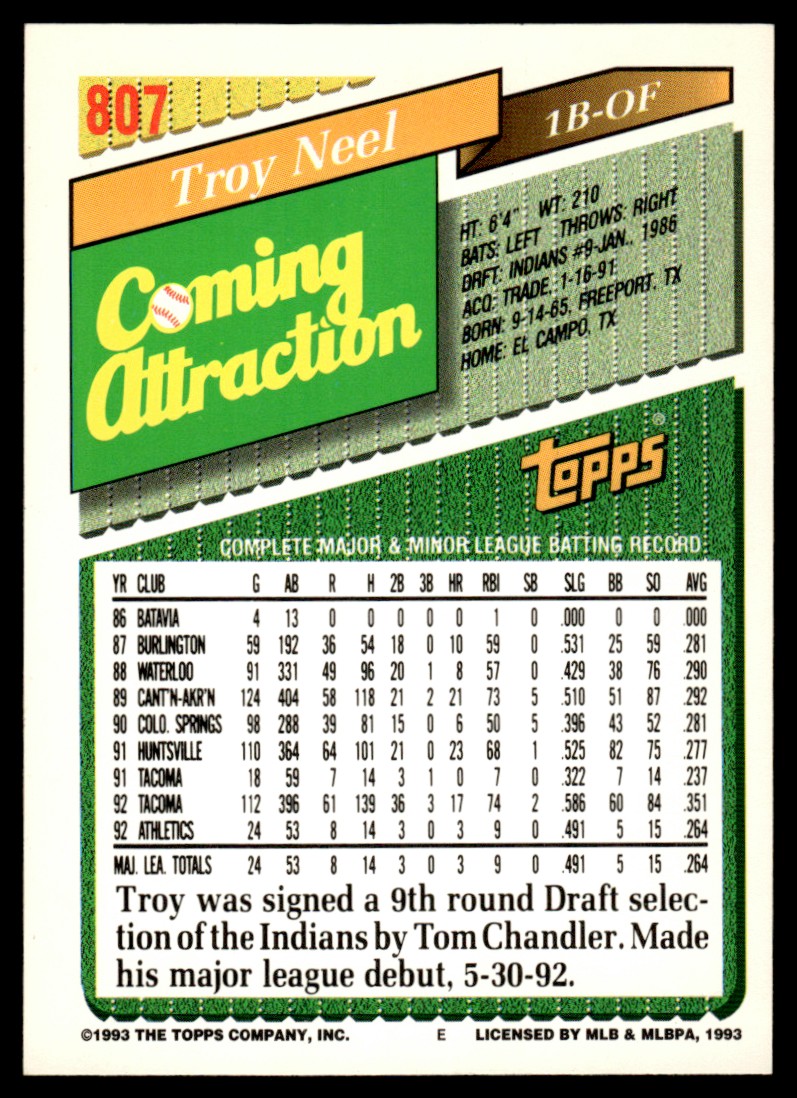 807
Troy Neel
1B-OF
Coming
Attraction
HT: 6'4" WT: 210
BATS: LEFT THROWS: RIGHT
DRFT: INDIANS #9-JAN., 1986
ACQ: TRADE, 1-16-91
BORN: 9-14-65, FREEPORT, TX
HOME: EL CAMPO, TX
topps®
COMPLETE MAJOR & MINOR LEAGUE BATTING RECORD
YR CLUB G AB R H 2B 3B HR RBI SB SLG BB SO AVG
86 BATAVIA 4 13 0 0 0 0 0 1 0 .000 0 0 .000
87 BURLINGTON 59 192 36 54 18 0 10 59 0 .531 25 59 .281
88 WATERLOO 91 331 49 96 20 1 8 57 0 .429 38 76 .290
89 CANT'N-AKR'N 124 404 58 118 21 2 21 73 5 .510 51 87 .292
90 COLO. SPRINGS 98 288 39 81 15 0 6 50 5 .396 43 52 .281
91 HUNTSVILLE 110 364 64 101 21 0 23 68 1 .525 82 75 .277
91 TACOMA 18 59 7 14 3 1 0 7 0 .322 7 14 .237
92 TACOMA 112 396 61 139 36 3 17 74 2 .586 60 84 .351
92 ATHLETICS 24 53 8 14 3 0 3 9 0 .491 5 15 .264
MAJ. LEA. TOTALS 24 53 8 14 3 0 3 9 0 .491 5 15 .264
Troy was signed a 9th round Draft selec-
tion of the Indians by Tom Chandler. Made
his major league debut, 5-30-92.
©1993 THE TOPPS COMPANY, INC. E LICENSED BY MLB & MLBPA, 1993